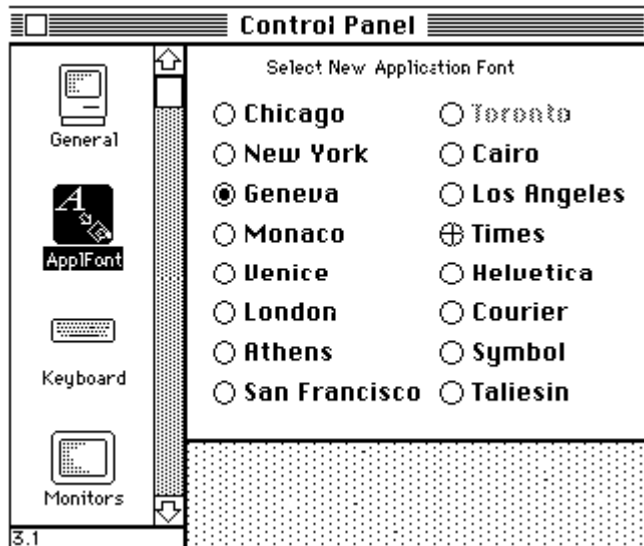 Control Panel
General
ApplFont
Keyboard
Monitors
3.1
Select New Application Font
Chicago
Toronto
New York
Cairo
Geneva
Los Angeles
Monaco
Times
Venice
Helvetica
London
Courier
Athens
Symbol
San Francisco
Taliesin